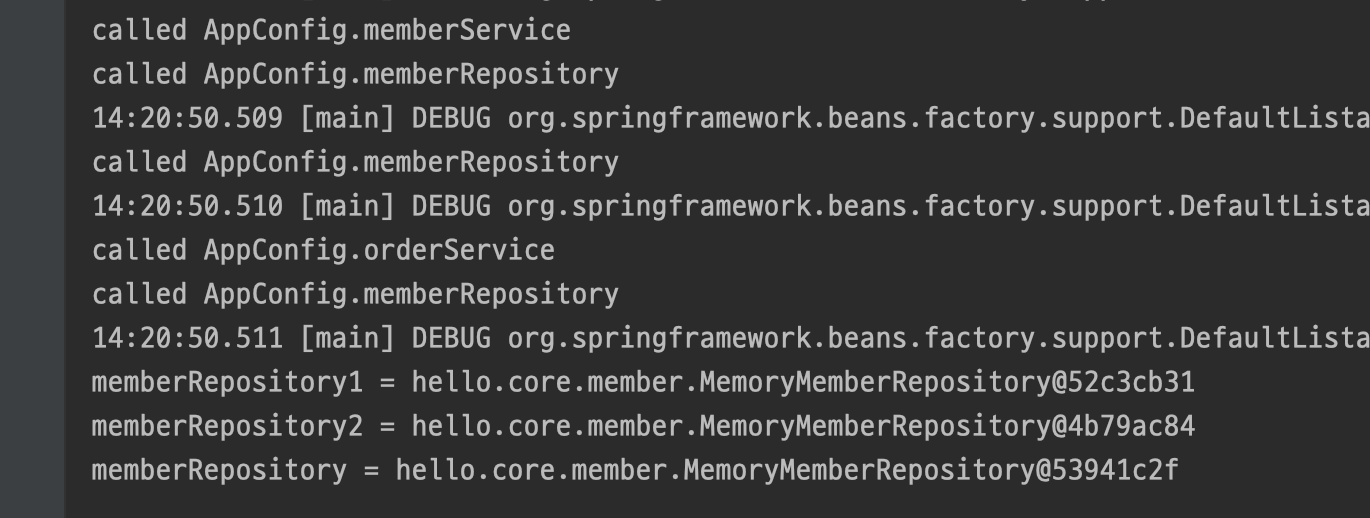 called AppConfig.memberService
called AppConfig.memberRepository
14:20:50.509 [main] DEBUG org.springframework.beans.factory.support.DefaultLista
called AppConfig.memberRepository
14:20:50.510 [main] DEBUG org.springframework.beans.factory.support.DefaultLista
called AppConfig.orderService
called AppConfig.memberRepository
14:20:50.511 [main] DEBUG org.springframework.beans.factory.support.DefaultLista
memberRepository1 = hello.core.member.MemoryMemberRepository@52c3cb31
memberRepository2 = hello.core.member.MemoryMemberRepository@4b79ac84
memberRepository = hello.core.member.MemoryMemberRepository@53941c2f